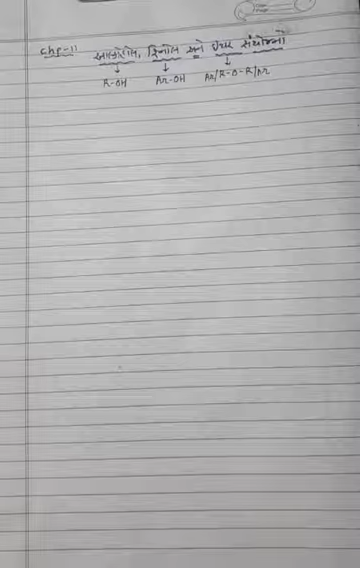 Chp-11 આલ્કોહોલ, ફિનોલ અને ઈથર સંયોજનો
↓ ↓ ↓
R-OH Ar-OH Ar/R-O-R/Ar